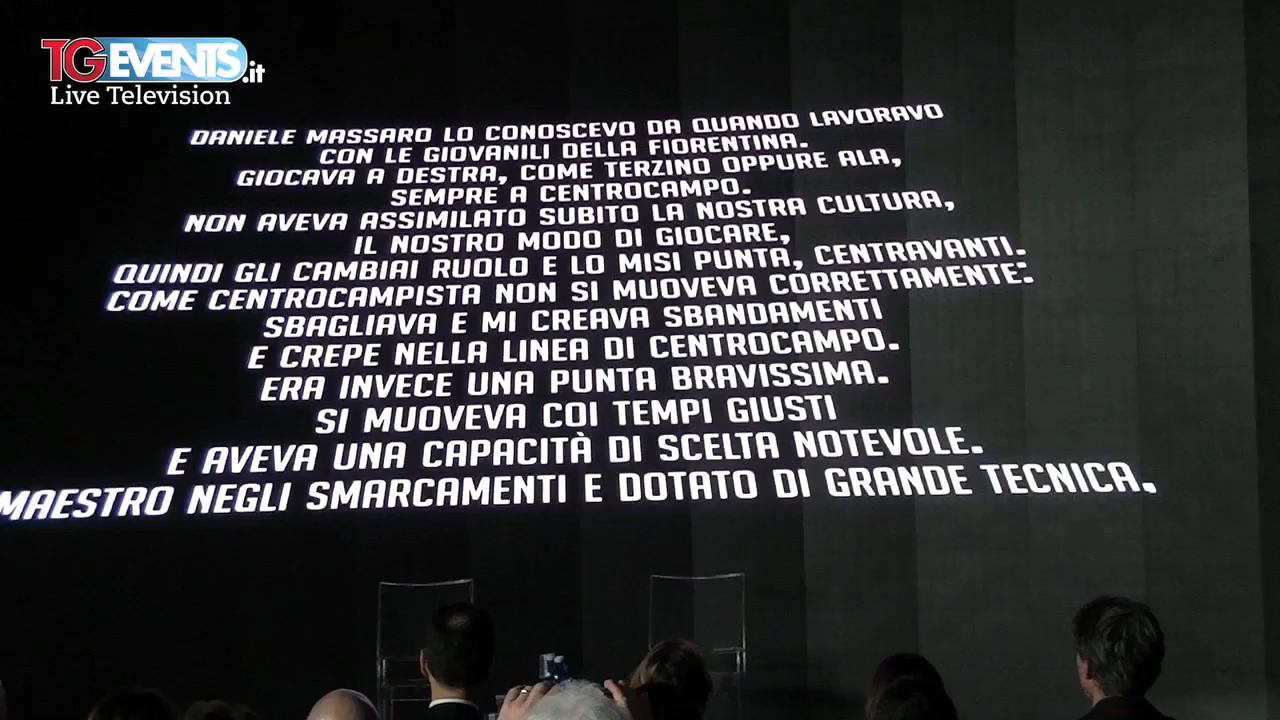 TGEVENTS.it
Live Television
DANIELE MASSARO LO CONOSCEVO DA QUANDO LAVORAVO
CON LE GIOVANILI DELLA FIORENTINA.
GIOCAVA A DESTRA, COME TERZINO OPPURE ALA,
SEMPRE A CENTROCAMPO.
NON AVEVA ASSIMILATO SUBITO LA NOSTRA CULTURA,
IL NOSTRO MODO DI GIOCARE,
QUINDI GLI CAMBIAI RUOLO E LO MISI PUNTA, CENTRAVANTI.
COME CENTROCAMPISTA NON SI MUOVEVA CORRETTAMENTE:
SBAGLIAVA E MI CREAVA SBANDAMENTI
E CREPE NELLA LINEA DI CENTROCAMPO.
ERA INVECE UNA PUNTA BRAVISSIMA.
SI MUOVEVA COI TEMPI GIUSTI
E AVEVA UNA CAPACITÀ DI SCELTA NOTEVOLE.
MAESTRO NEGLI SMARCAMENTI E DOTATO DI GRANDE TECNICA,